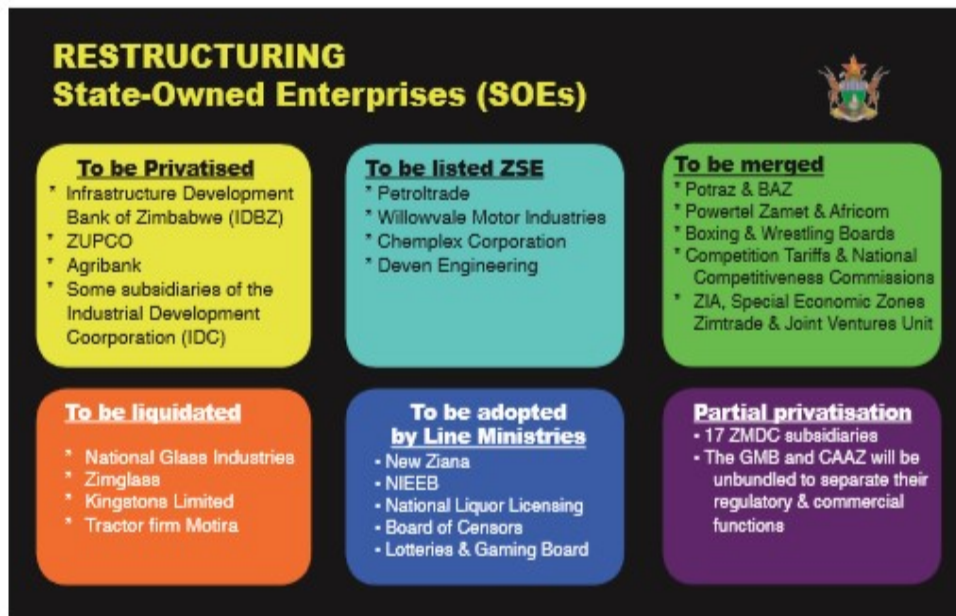 RESTRUCTURING
State-Owned Enterprises (SOEs)
To be Privatised
* Infrastructure Development
Bank of Zimbabwe (IDBZ)
* ZUPCO
* Agribank
* Some subsidiaries of the
Industrial Development
Coorporation (IDC)
To be listed ZSE
* Petroltrade
* Willowvale Motor Industries
* Chemplex Corporation
* Deven Engineering
To be merged
* Potraz & BAZ
* Powertel Zamet & Africom
* Boxing & Wrestling Boards
* Competition Tariffs & National
Competitiveness Commissions
* ZIA, Special Economic Zones
Zimtrade & Joint Ventures Unit
To be liquidated
* National Glass Industries
* Zimglass
* Kingstons Limited
* Tractor firm Motira
To be adopted
by Line Ministries
- New Ziana
- NIEEB
- National Liquor Licensing
- Board of Censors
- Lotteries & Gaming Board
Partial privatisation
- 17 ZMDC subsidiaries
- The GMB and CAAZ will be
unbundled to separate their
regulatory & commercial
functions